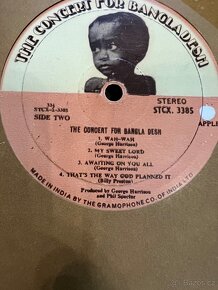 THE CONCERT FOR BANGLADESH
331
STCX-S-3385
SIDE TWO
STEREO
STCX. 3385
APPLE
THE CONCERT FOR BANGLA DESH
1. WAH-WAH
(George Harrison)
2. MY SWEET LORD
(George Harrison)
3. AWAITING ON YOU ALL
(George Harrison)
4. THAT'S THE WAY GOD PLANNED IT
(Billy Preston)
Produced by George Harrison
and Phil Spector
MADE IN INDIA BY THE GRAMOPHONE CO. OF INDIA LTD